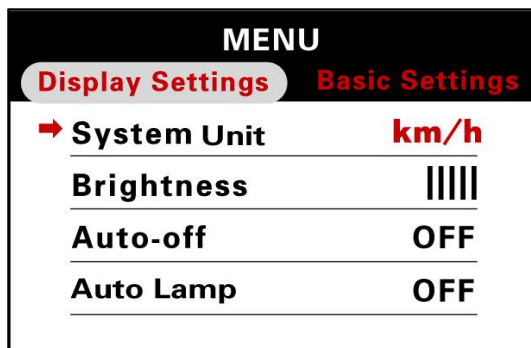 MENU
Display Settings Basic Settings
System Unit km/h
Brightness |||||
Auto-off OFF
Auto Lamp OFF